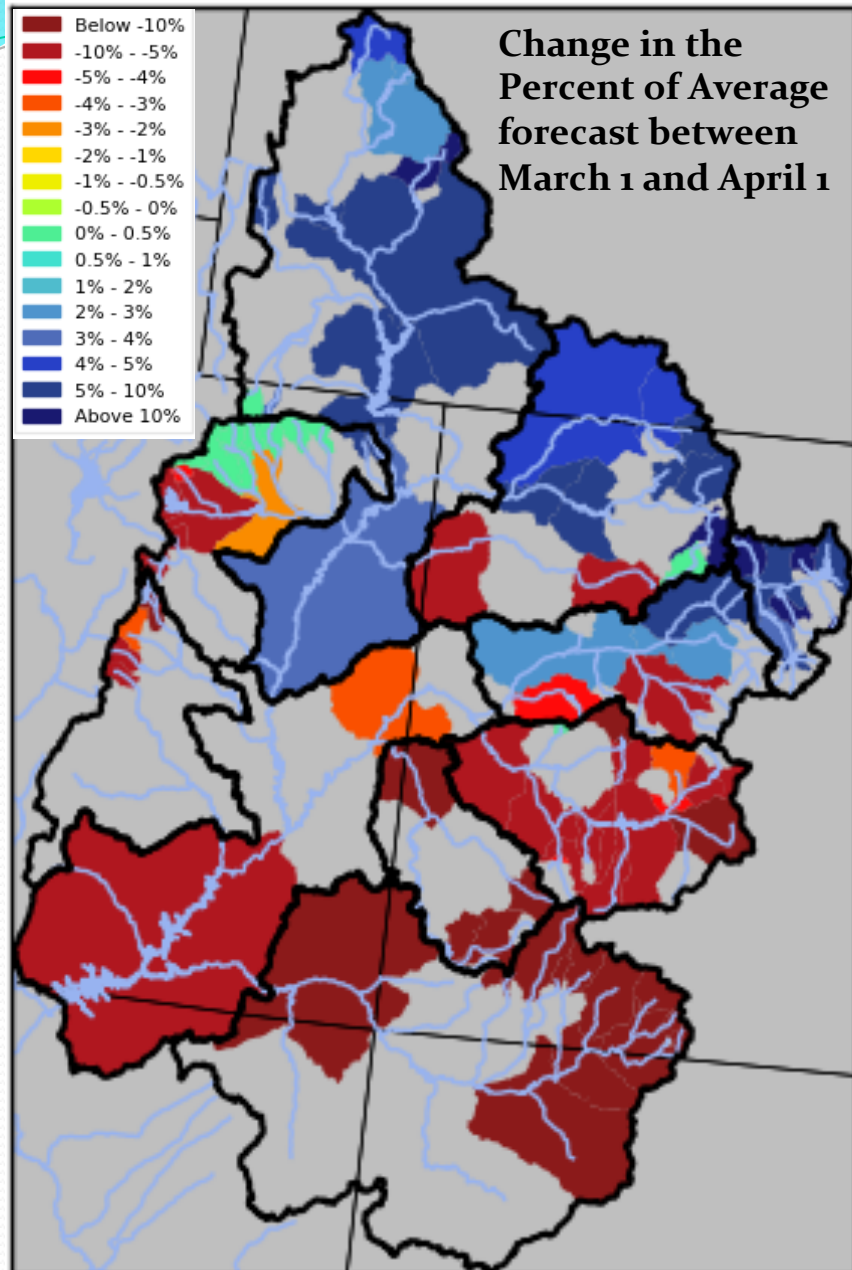 Below -10%
-10% - -5%
-5% - -4%
-4% - -3%
-3% - -2%
-2% - -1%
-1% - -0.5%
-0.5% - 0%
0% - 0.5%
0.5% - 1%
1% - 2%
2% - 3%
3% - 4%
4% - 5%
5% - 10%
Above 10%
Change in the
Percent of Average
forecast between
March 1 and April 1